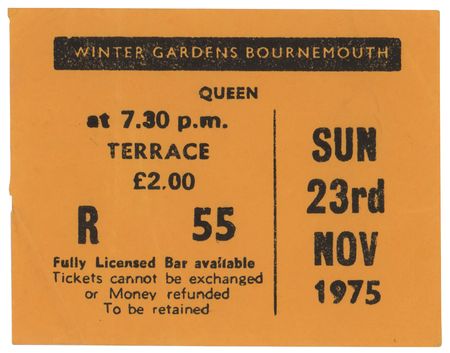 WINTER GARDENS BOURNEMOUTH
QUEEN
at 7.30 p.m.
TERRACE
£2.00
R 55
Fully Licensed Bar available
Tickets cannot be exchanged
or Money refunded
To be retained
SUN
23rd
NOV
1975